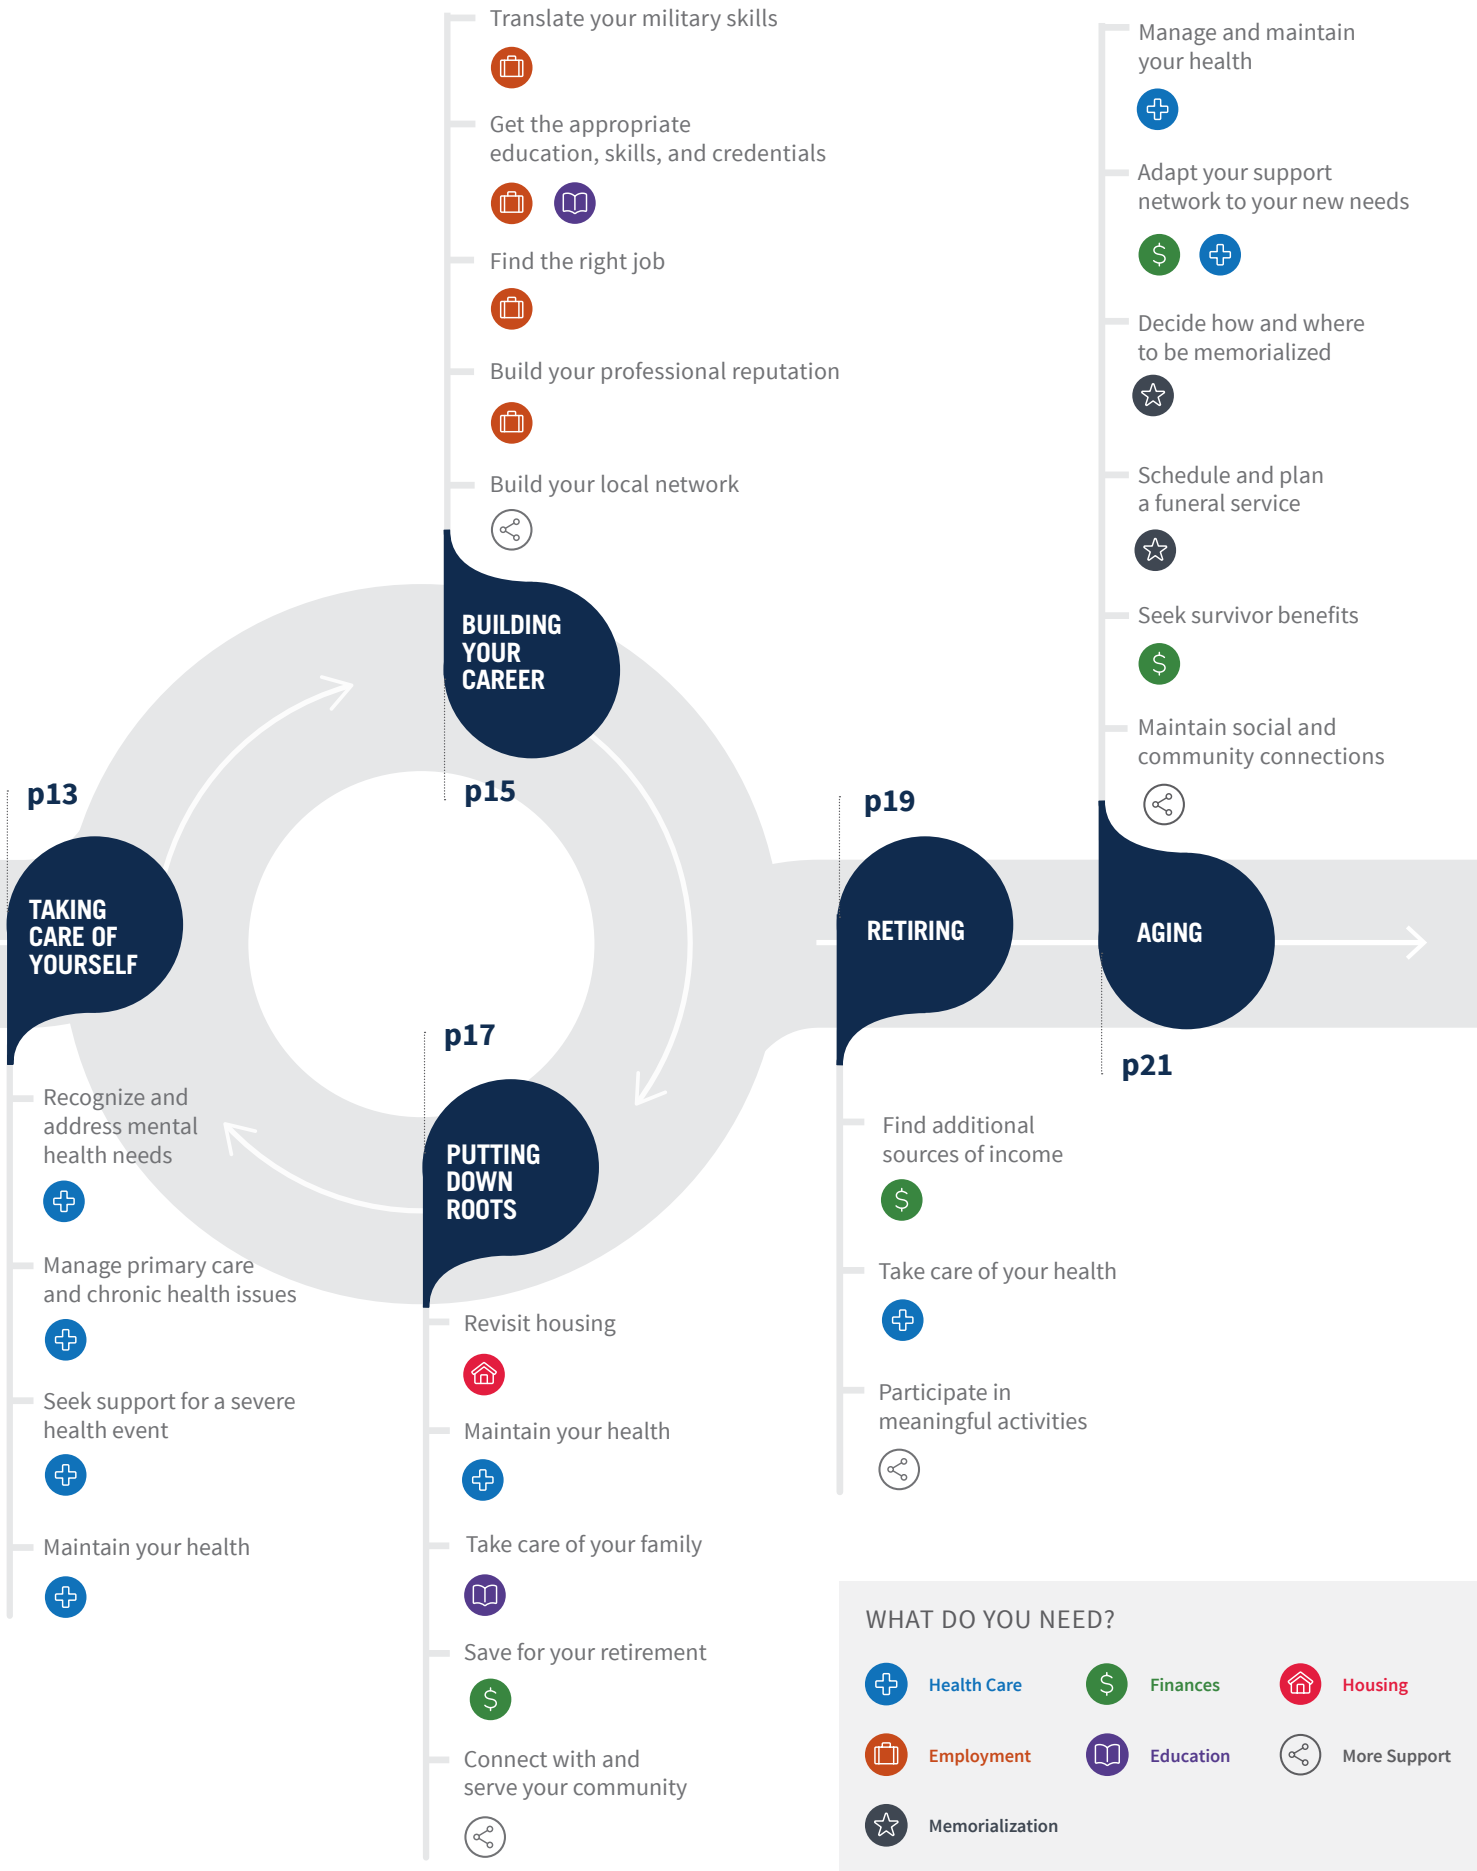 Translate your military skills
Get the appropriate
education, skills, and credentials
Find the right job
Build your professional reputation
Build your local network
BUILDING
YOUR
CAREER
p15
Manage and maintain
your health
Adapt your support
network to your new needs
Decide how and where
to be memorialized
Schedule and plan
a funeral service
Seek survivor benefits
Maintain social and
community connections
AGING
p21
p13
TAKING
CARE OF
YOURSELF
Recognize and
address mental
health needs
Manage primary care
and chronic health issues
Seek support for a severe
health event
Maintain your health
p17
PUTTING
DOWN
ROOTS
Revisit housing
Maintain your health
Take care of your family
Save for your retirement
Connect with and
serve your community
p19
RETIRING
Find additional
sources of income
Take care of your health
Participate in
meaningful activities
WHAT DO YOU NEED?
Health Care
Finances
Housing
Employment
Education
More Support
Memorialization